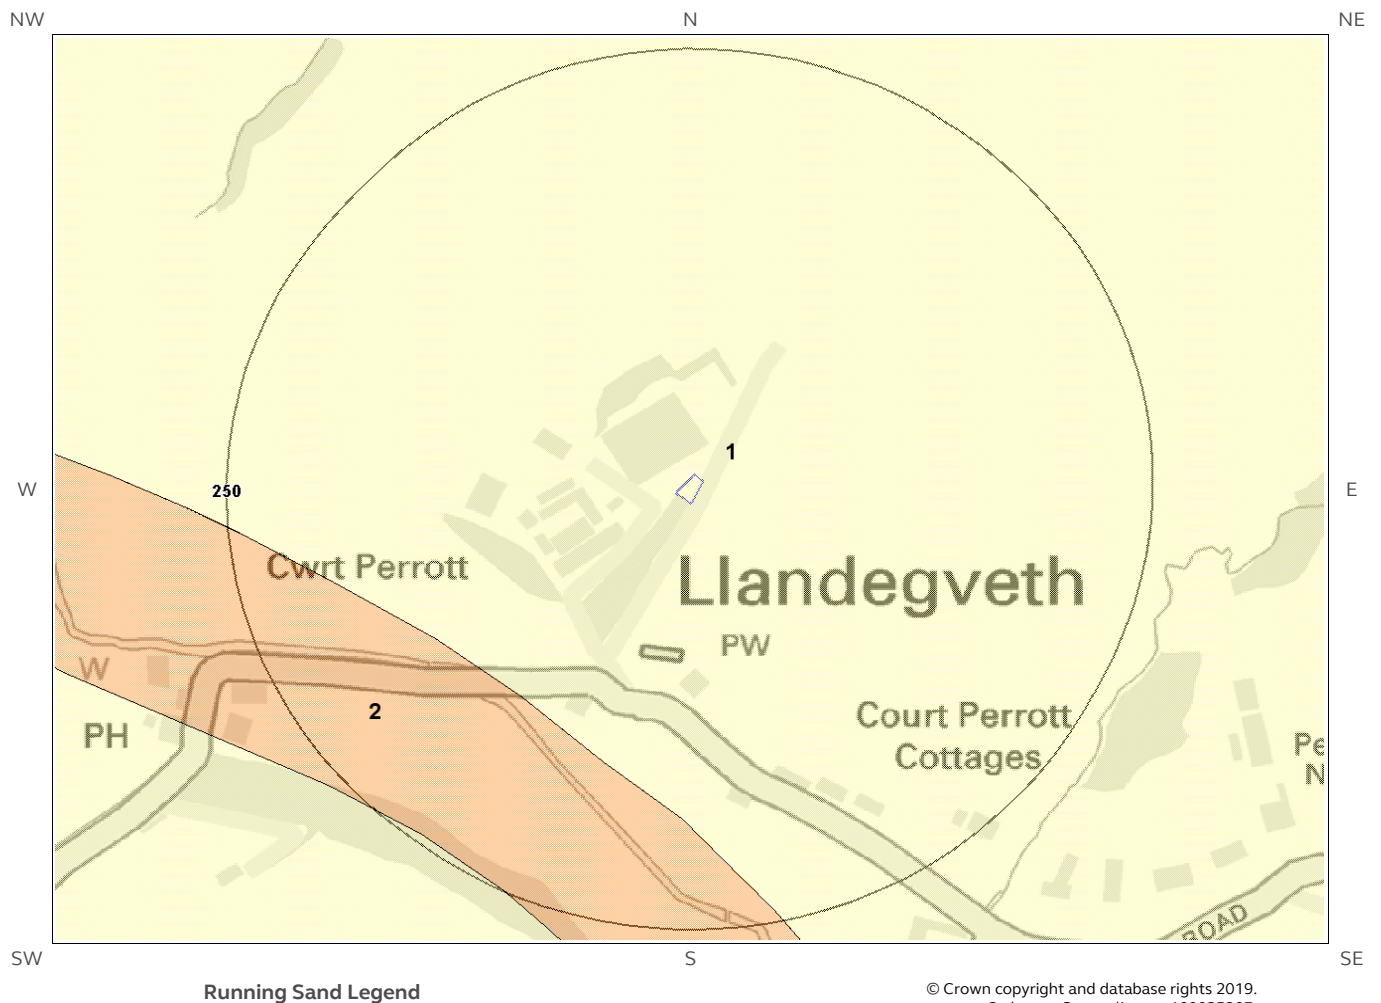 NW
N
NE
1
W
250
E
Cwrt Perrott
Llandegveth
PW
W
2
PH
Court Perrott
Cottages
Pe
N
ROAD
SW
S
SE
Running Sand Legend
© Crown copyright and database rights 2019.